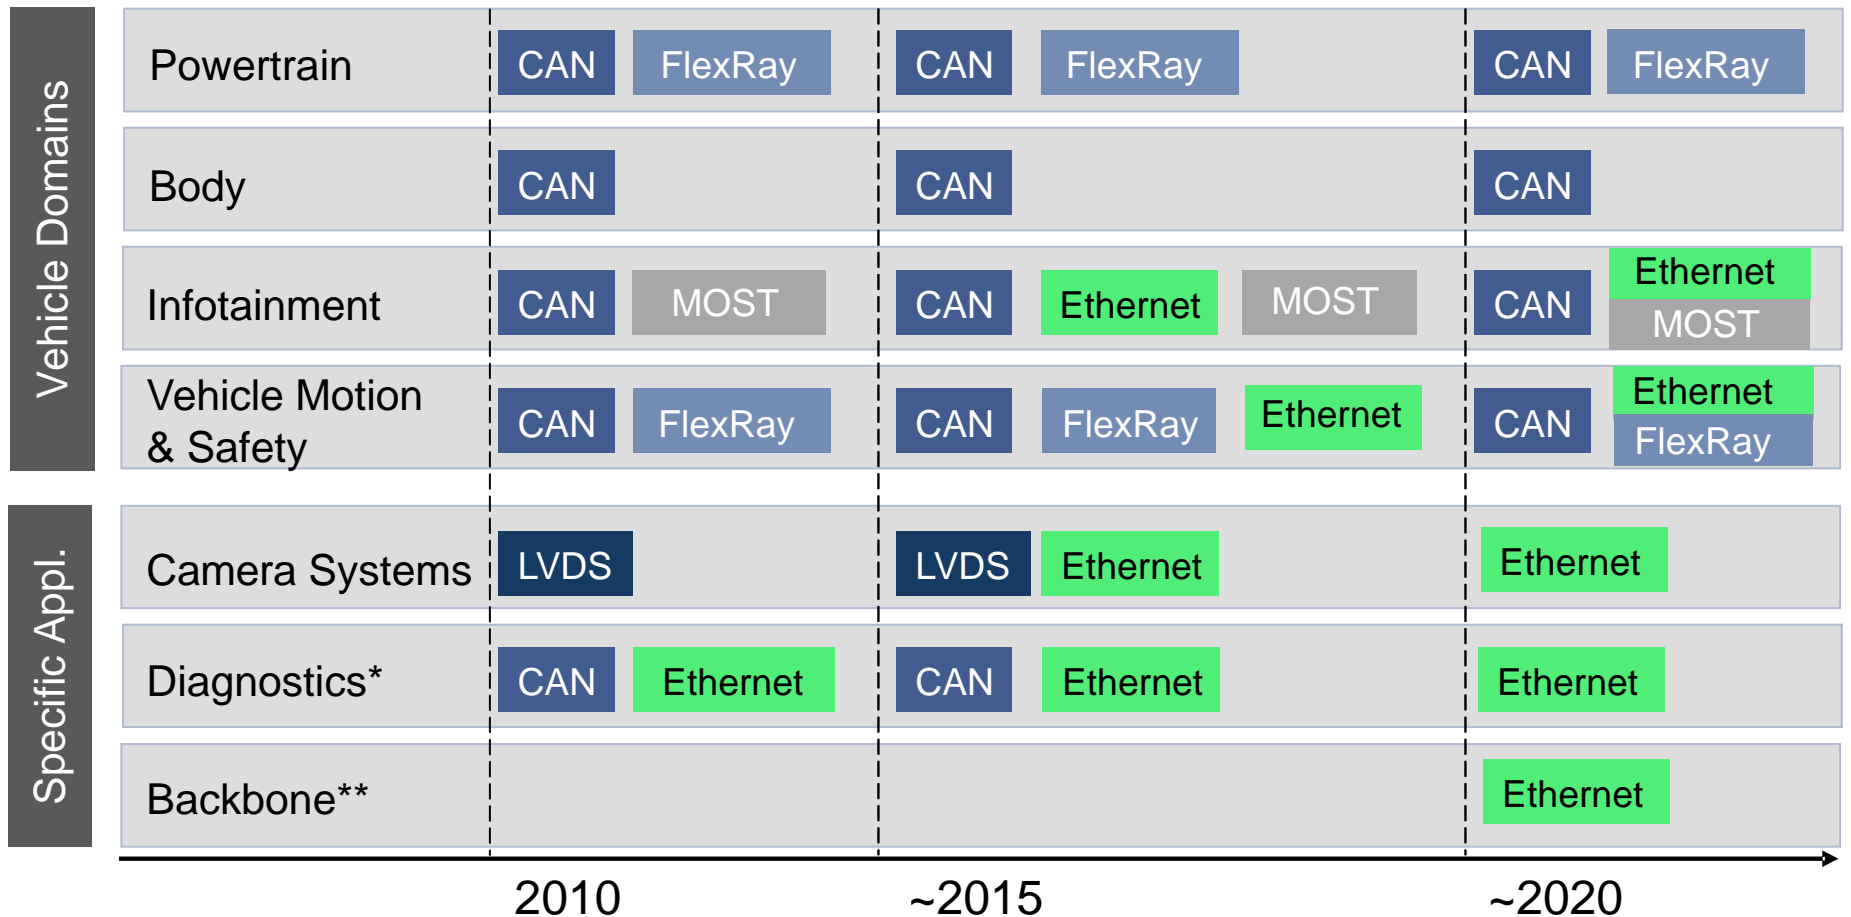 Vehicle Domains
Powertrain CAN FlexRay CAN FlexRay CAN FlexRay
Body CAN CAN CAN
Infotainment CAN MOST CAN Ethernet MOST CAN Ethernet
MOST
Vehicle Motion
& Safety CAN FlexRay CAN FlexRay Ethernet CAN Ethernet
FlexRay
Specific Appl.
Camera Systems LVDS LVDS Ethernet Ethernet
Diagnostics* CAN Ethernet CAN Ethernet Ethernet
Backbone** Ethernet
2010 ~2015 ~2020